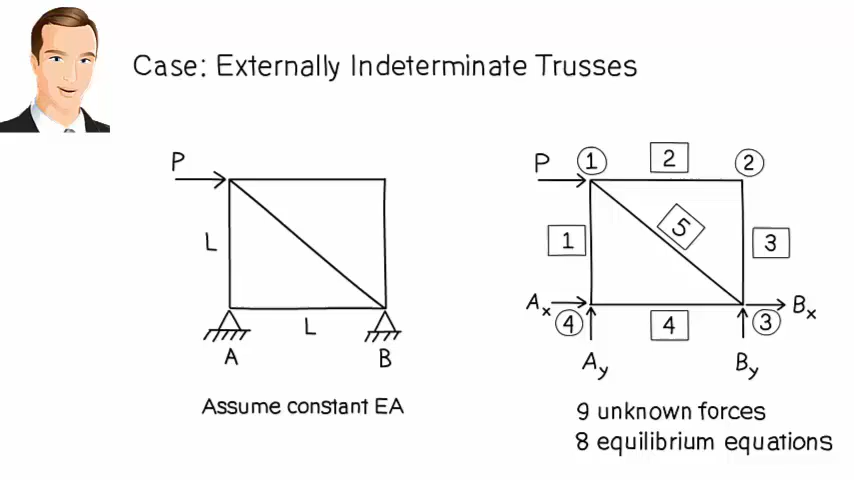 Case: Externally Indeterminate Trusses
P
L
L
A
B
Assume constant EA
P
1
2
2
1
5
3
Ax
4
4
3
Bx
Ay
By
9 unknown forces
8 equilibrium equations